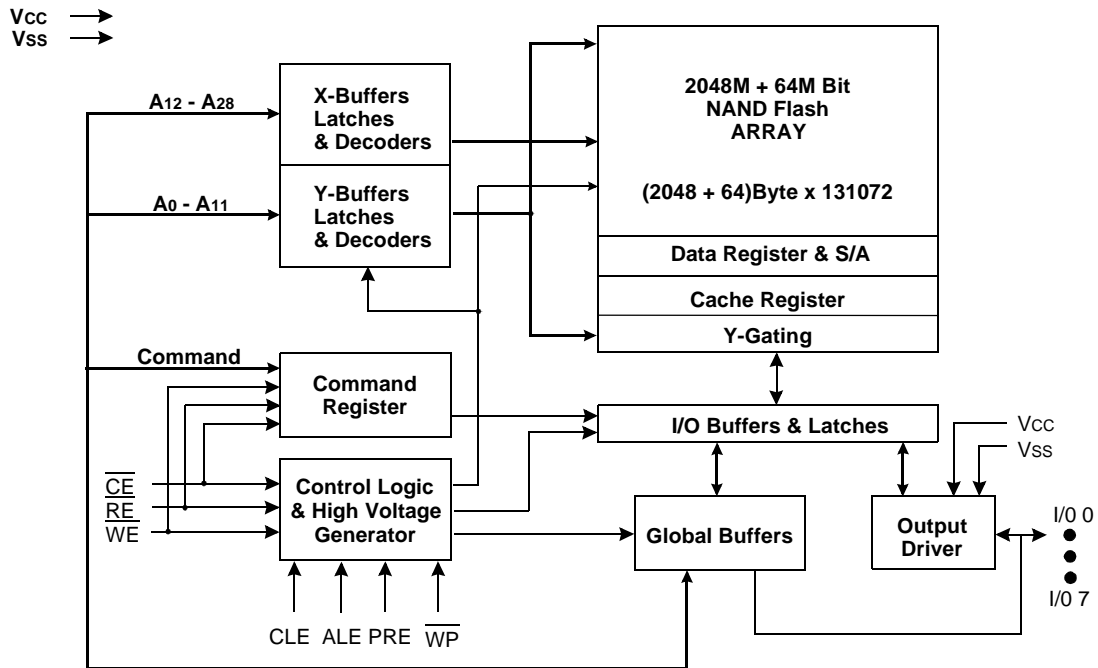 VCC
VSS
A12 - A28
X-Buffers
Latches
& Decoders
A0 - A11
Y-Buffers
Latches
& Decoders
2048M + 64M Bit
NAND Flash
ARRAY
(2048 + 64)Byte x 131072
Data Register & S/A
Cache Register
Y-Gating
Command
Command
Register
I/O Buffers & Latches
VCC
VSS
CE
RE
WE
Control Logic
& High Voltage
Generator
Global Buffers
Output
Driver
I/0 0
I/0 7
CLE ALE PRE WP